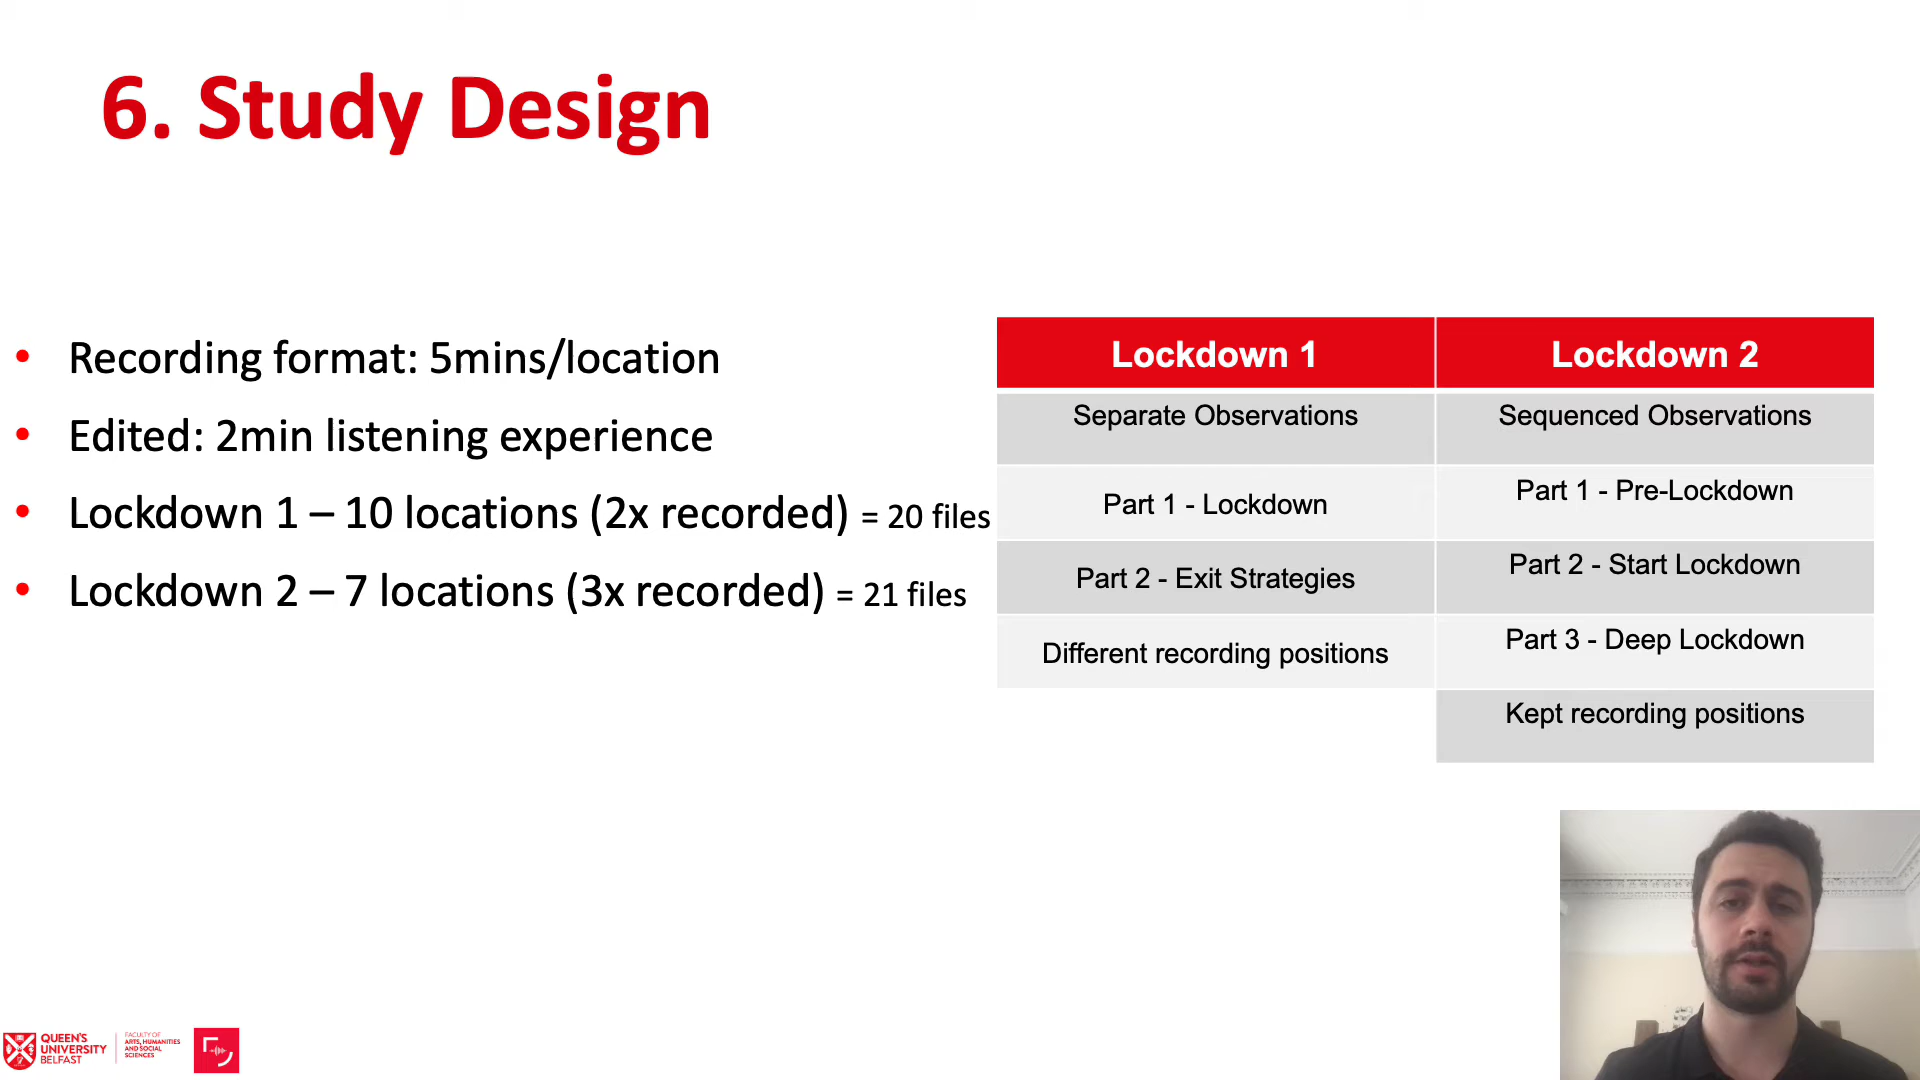 6. Study Design
• Recording format: 5mins/location
• Edited: 2min listening experience
• Lockdown 1 – 10 locations (2x recorded) = 20 files
• Lockdown 2 – 7 locations (3x recorded) = 21 files
Lockdown 1 Lockdown 2
Separate Observations Sequenced Observations
Part 1 - Lockdown Part 1 - Pre-Lockdown
Part 2 - Exit Strategies Part 2 - Start Lockdown
Different recording positions Part 3 - Deep Lockdown
Kept recording positions
QUEEN'S
UNIVERSITY
BELFAST
FACULTY OF
ARTS, HUMANITIES
AND SOCIAL
SCIENCES